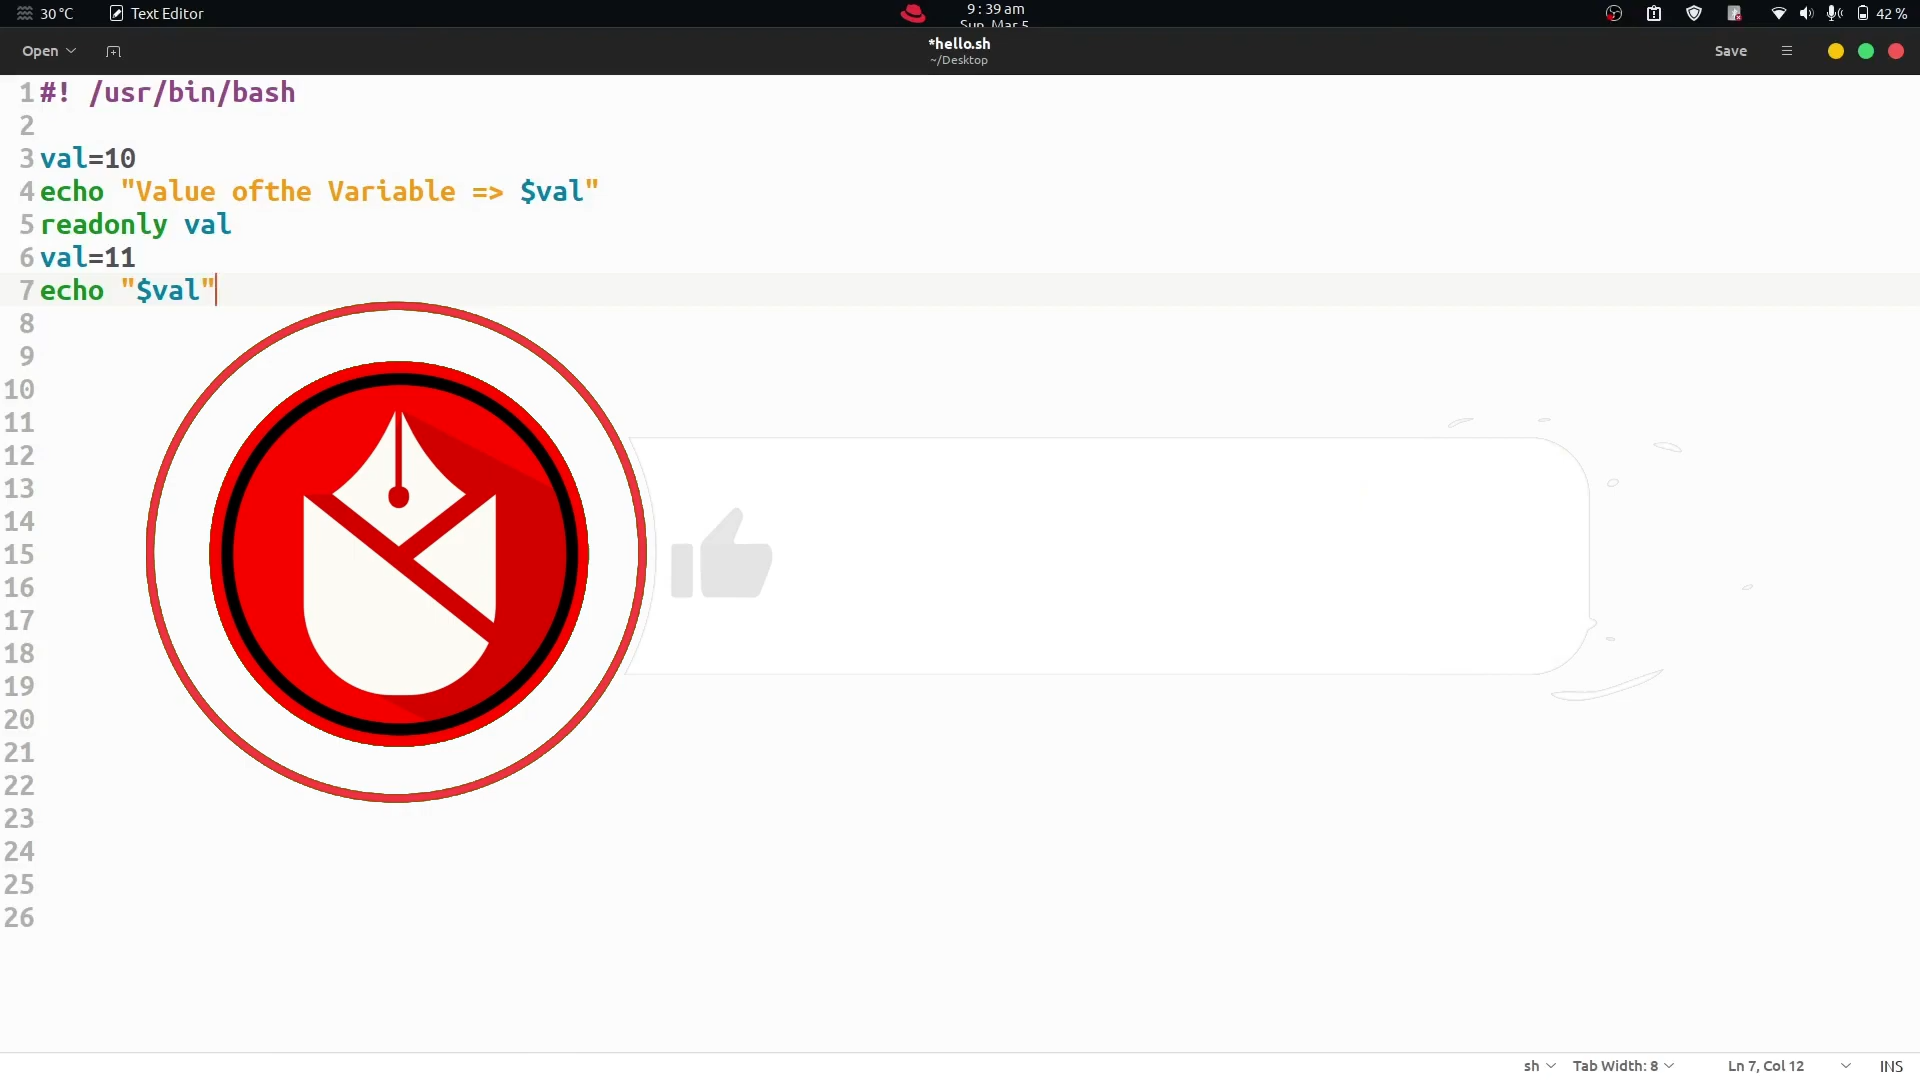 30 °C Text Editor 9 : 39 am 42 %
Sun, Mar 5
Open *hello.sh Save
~/Desktop
1 #! /usr/bin/bash
2
3 val=10
4 echo "Value ofthe Variable => $val"
5 readonly val
6 val=11
7 echo "$val"
8
9
10
11
12
13
14
15
16
17
18
19
20
21
22
23
24
25
26
sh Tab Width: 8 Ln 7, Col 12 INS